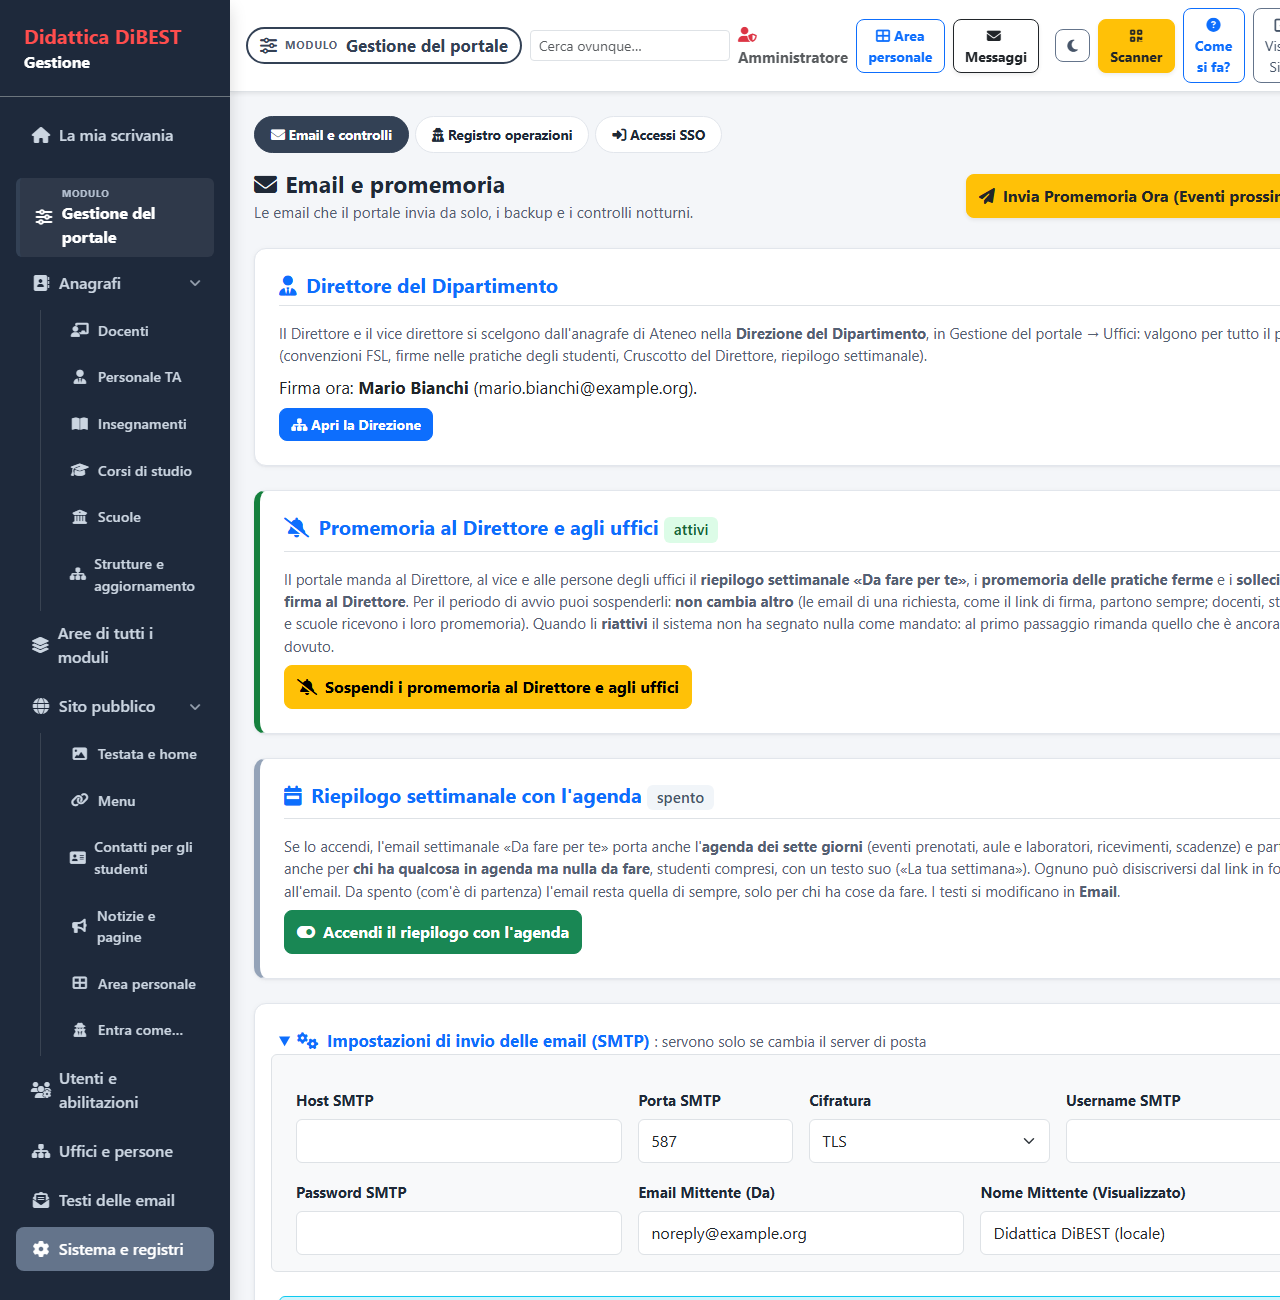 Didattica DiBEST
Gestione
La mia scrivania
MODULO
Gestione del
portale
Anagrafi
Docenti
Personale TA
Insegnamenti
Corsi di studio
Scuole
Strutture e
aggiornamento
Aree di tutti i
moduli
Sito pubblico
Testata e home
Menu
Contatti per gli
studenti
Notizie e
pagine
Area personale
Entra come...
Utenti e
abilitazioni
Uffici e persone
Testi delle email
Sistema e registri
MODULO Gestione del portale
Cerca ovunque...
Amministratore
Area
personale
Messaggi
Scanner
Come
si fa?
Email e controlli
Registro operazioni
Accessi SSO
Email e promemoria
Le email che il portale invia da solo, i backup e i controlli notturni.
Invia Promemoria Ora (Eventi
Direttore del Dipartimento
Il Direttore e il vice direttore si scelgono dall'anagrafe di Ateneo nella Direzione del Dipartimento, in Gestione del portale → Uffici: valgono per tutto il
(convenzioni FSL, firme nelle pratiche degli studenti, Cruscotto del Direttore, riepilogo settimanale).
Firma ora: Mario Bianchi (mario.bianchi@example.org).
Apri la Direzione
Promemoria al Direttore e agli uffici attivi
Il portale manda al Direttore, al vice e alle persone degli uffici il riepilogo settimanale «Da fare per te», i promemoria delle pratiche ferme e i
firma al Direttore. Per il periodo di avvio puoi sospenderli: non cambia altro (le email di una richiesta, come il link di firma, partono sempre; docenti,
e scuole ricevono i loro promemoria). Quando li riattivi il sistema non ha segnato nulla come mandato: al primo passaggio rimanda quello che è ancora
dovuto.
Sospendi i promemoria al Direttore e agli uffici
Riepilogo settimanale con l'agenda spento
Se lo accendi, l'email settimanale «Da fare per te» porta anche l'agenda dei sette giorni (eventi prenotati, aule e laboratori, ricevimenti, scadenze) e
anche per chi ha qualcosa in agenda ma nulla da fare, studenti compresi, con un testo suo («La tua settimana»). Ognuno può disiscriversi dal link in
all'email. Da spento (com'è di partenza) l'email resta quella di sempre, solo per chi ha cose da fare. I testi si modificano in Email.
Accendi il riepilogo con l'agenda
Impostazioni di invio delle email (SMTP) : servono solo se cambia il server di posta
Host SMTP
Porta SMTP
Cifratura
Username SMTP
587
TLS
Password SMTP
Email Mittente (Da)
Nome Mittente (Visualizzato)
noreply@example.org
Didattica DiBEST (locale)